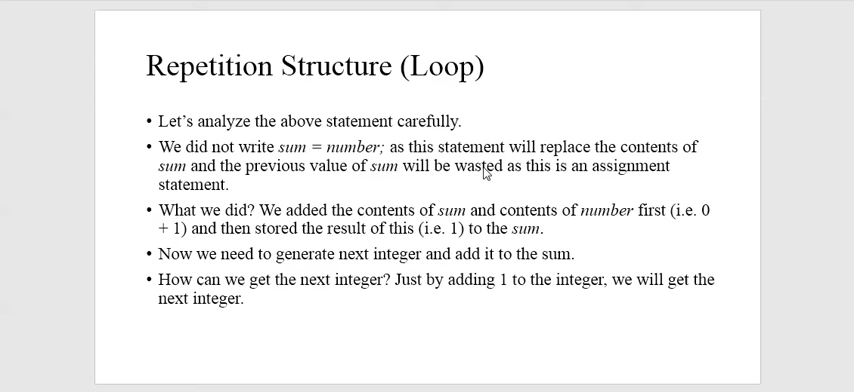 Repetition Structure (Loop)
• Let’s analyze the above statement carefully.
• We did not write sum = number; as this statement will replace the contents of
sum and the previous value of sum will be wasted as this is an assignment
statement.
• What we did? We added the contents of sum and contents of number first (i.e. 0
+ 1) and then stored the result of this (i.e. 1) to the sum.
• Now we need to generate next integer and add it to the sum.
• How can we get the next integer? Just by adding 1 to the integer, we will get the
next integer.